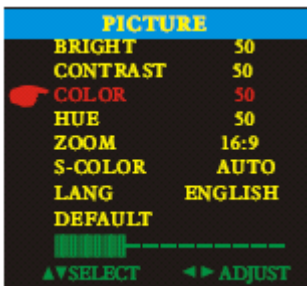 PICTURE
BRIGHT 50
CONTRAST 50
COLOR 50
HUE 50
ZOOM 16:9
S-COLOR AUTO
LANG ENGLISH
DEFAULT
▲▼SELECT ◄► ADJUST